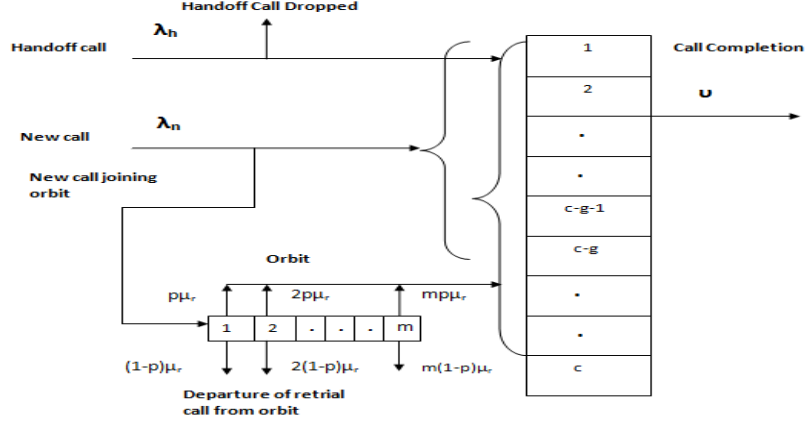 Handoff Call Dropped
λh
Handoff call
1
Call Completion
2
υ
λn
New call
.
New call joining
orbit
.
c-g-1
c-g
Orbit
pμr
2pμr
mpμr
.
1 2 . . . m
.
(1-p)μr
2(1-p)μr
m(1-p)μr
c
Departure of retrial
call from orbit